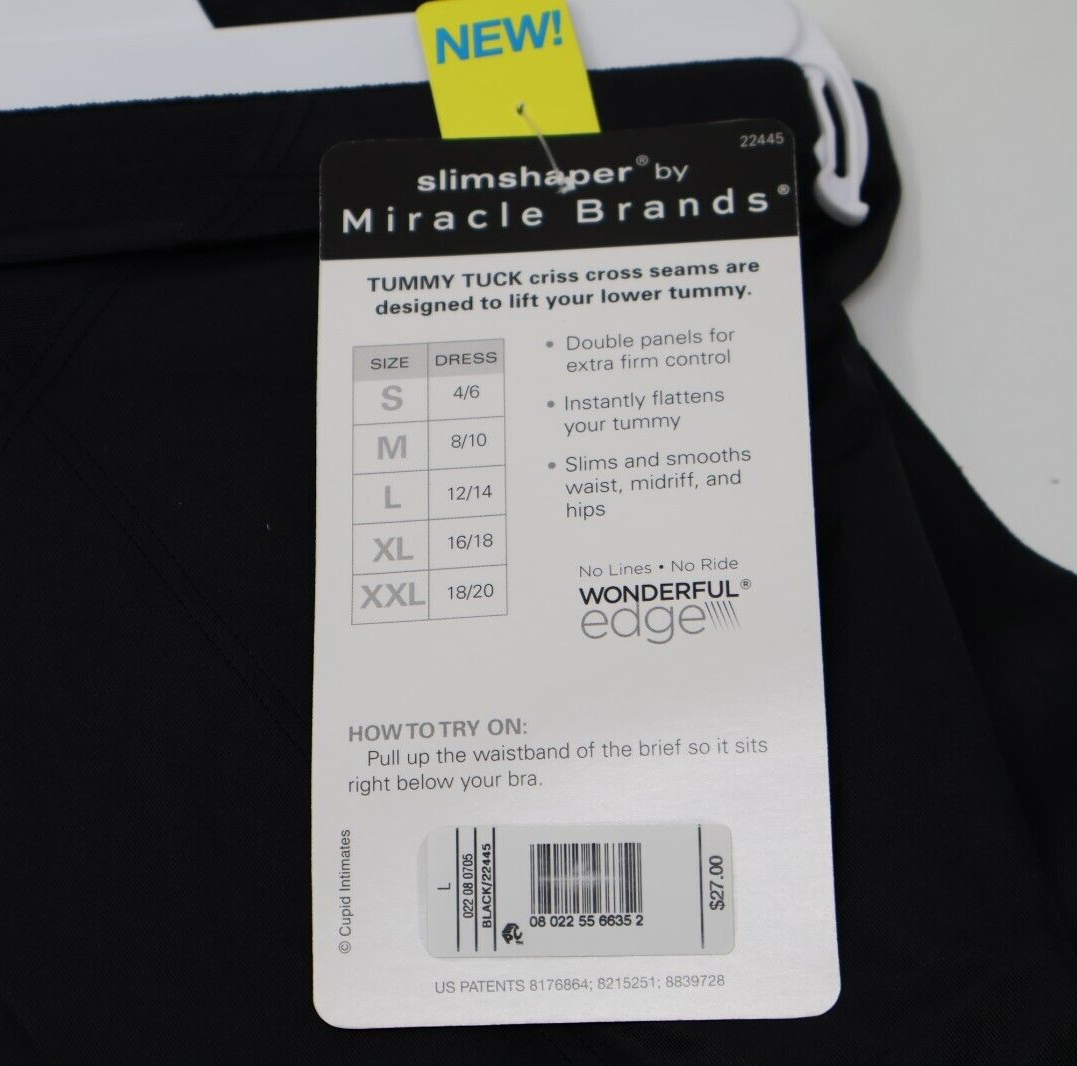 NEW!
22445
slimshaper® by
Miracle Brands®
TUMMY TUCK criss cross seams are
designed to lift your lower tummy.
SIZE DRESS
S 4/6
M 8/10
L 12/14
XL 16/18
XXL 18/20
• Double panels for
extra firm control
• Instantly flattens
your tummy
• Slims and smooths
waist, midriff, and
hips
No Lines • No Ride
WONDERFUL®
edge
HOW TO TRY ON:
Pull up the waistband of the brief so it sits
right below your bra.
© Cupid Intimates
L
022 08 0705
BLACK/22445
08 022 55 6635 2
$27.00
US PATENTS 8176864; 8215251; 8839728